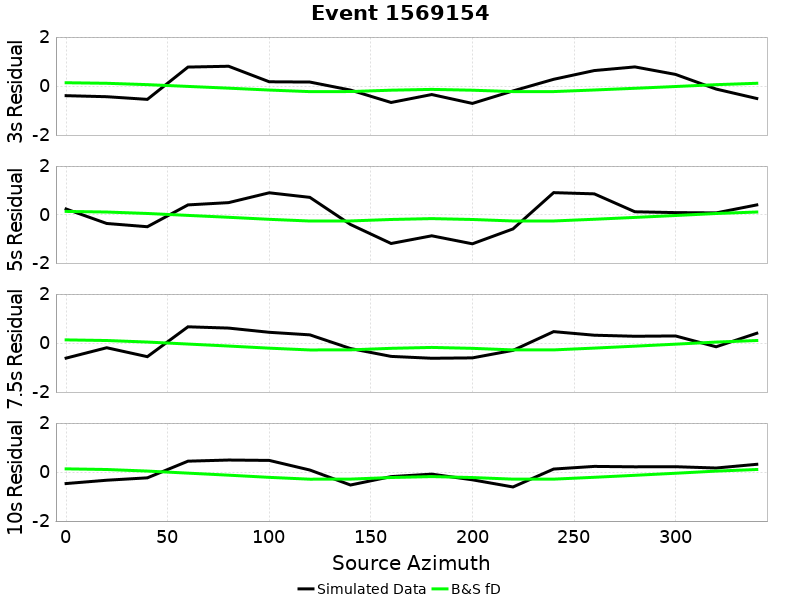 Event 1569154
3s Residual
2
0
-2
5s Residual
2
0
-2
7.5s Residual
2
0
-2
10s Residual
2
0
-2
0 50 100 150 200 250 300
Source Azimuth
Simulated Data B&S fD